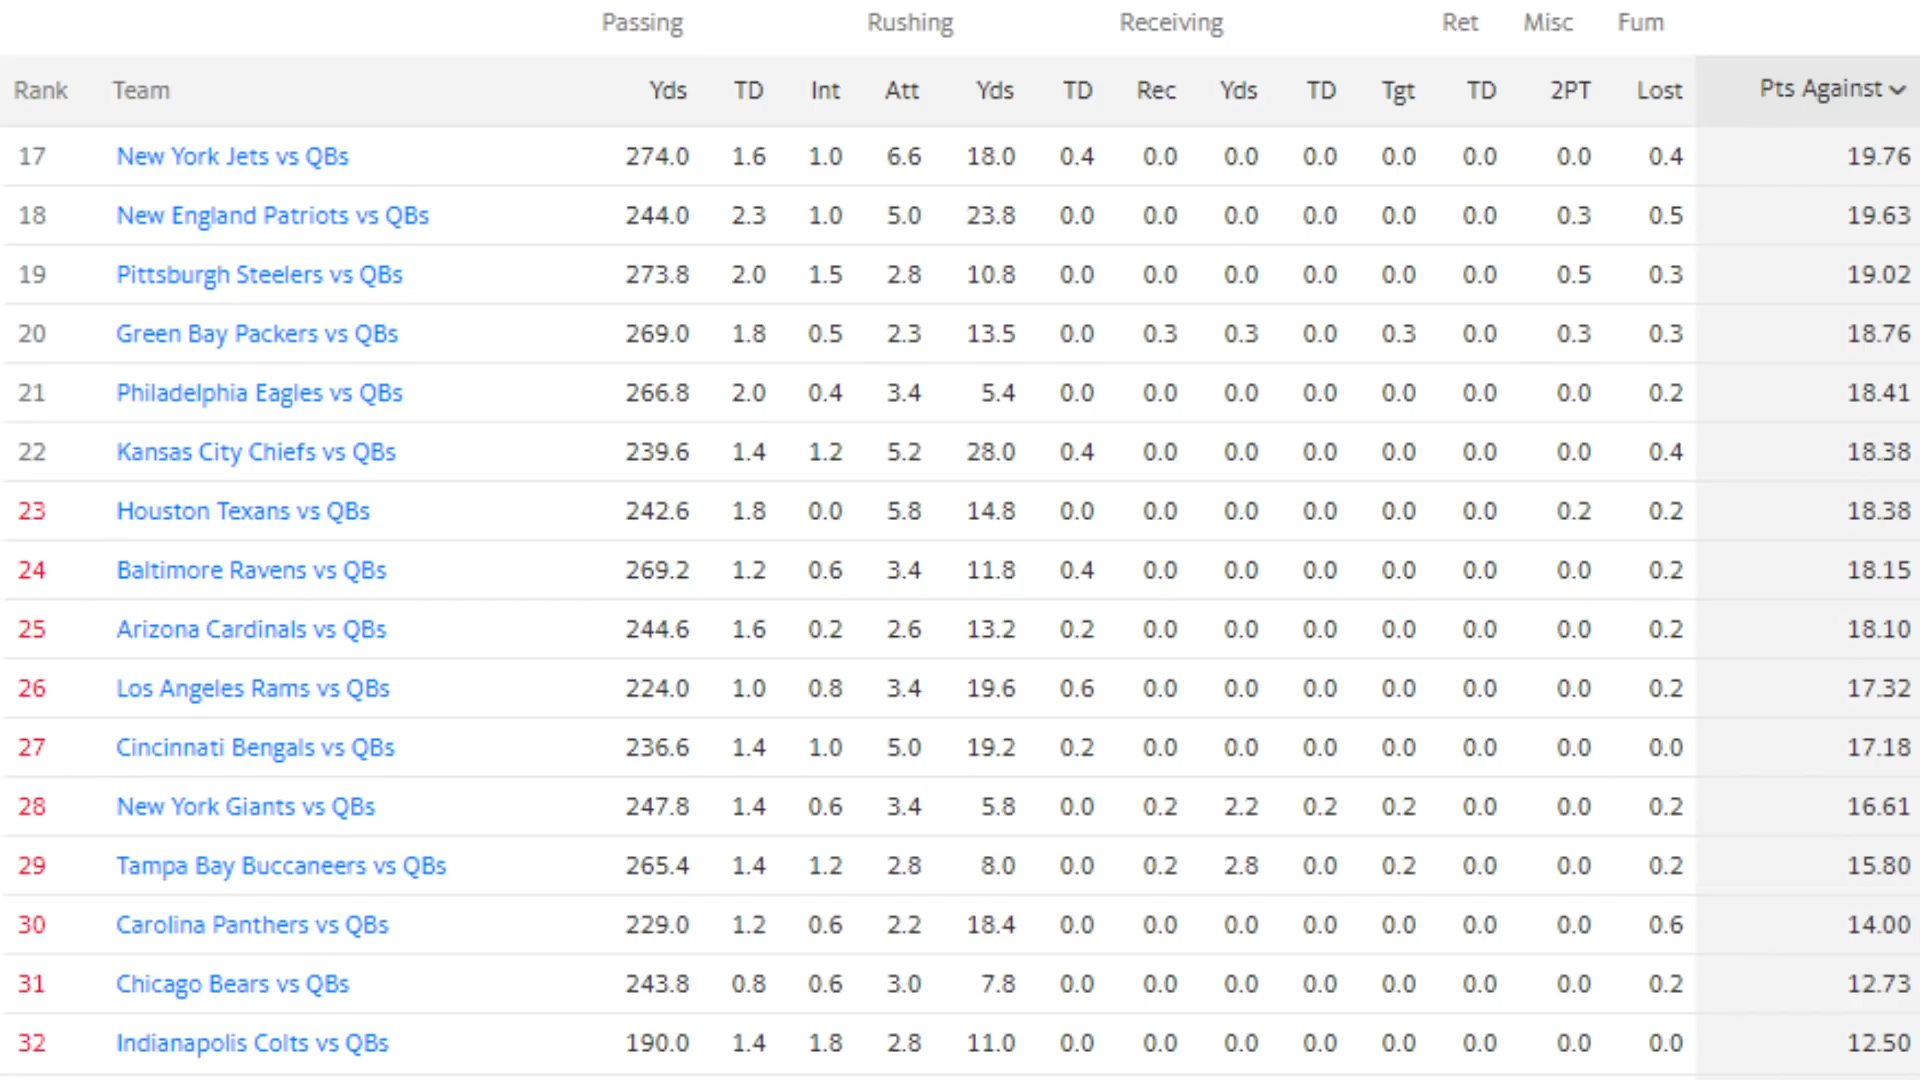 Passing Rushing Receiving Ret Misc Fum
Rank Team Yds TD Int Att Yds TD Rec Yds TD Tgt TD 2PT Lost Pts Against
17 New York Jets vs QBs 274.0 1.6 1.0 6.6 18.0 0.4 0.0 0.0 0.0 0.0 0.0 0.0 0.4 19.76
18 New England Patriots vs QBs 244.0 2.3 1.0 5.0 23.8 0.0 0.0 0.0 0.0 0.0 0.0 0.3 0.5 19.63
19 Pittsburgh Steelers vs QBs 273.8 2.0 1.5 2.8 10.8 0.0 0.0 0.0 0.0 0.0 0.0 0.5 0.3 19.02
20 Green Bay Packers vs QBs 269.0 1.8 0.5 2.3 13.5 0.0 0.3 0.3 0.0 0.3 0.0 0.3 0.3 18.76
21 Philadelphia Eagles vs QBs 266.8 2.0 0.4 3.4 5.4 0.0 0.0 0.0 0.0 0.0 0.0 0.0 0.2 18.41
22 Kansas City Chiefs vs QBs 239.6 1.4 1.2 5.2 28.0 0.4 0.0 0.0 0.0 0.0 0.0 0.0 0.4 18.38
23 Houston Texans vs QBs 242.6 1.8 0.0 5.8 14.8 0.0 0.0 0.0 0.0 0.0 0.0 0.2 0.2 18.38
24 Baltimore Ravens vs QBs 269.2 1.2 0.6 3.4 11.8 0.4 0.0 0.0 0.0 0.0 0.0 0.0 0.2 18.15
25 Arizona Cardinals vs QBs 244.6 1.6 0.2 2.6 13.2 0.2 0.0 0.0 0.0 0.0 0.0 0.0 0.2 18.10
26 Los Angeles Rams vs QBs 224.0 1.0 0.8 3.4 19.6 0.6 0.0 0.0 0.0 0.0 0.0 0.0 0.2 17.32
27 Cincinnati Bengals vs QBs 236.6 1.4 1.0 5.0 19.2 0.2 0.0 0.0 0.0 0.0 0.0 0.0 0.0 17.18
28 New York Giants vs QBs 247.8 1.4 0.6 3.4 5.8 0.0 0.2 2.2 0.2 0.2 0.0 0.0 0.2 16.61
29 Tampa Bay Buccaneers vs QBs 265.4 1.4 1.2 2.8 8.0 0.0 0.2 2.8 0.0 0.2 0.0 0.0 0.2 15.80
30 Carolina Panthers vs QBs 229.0 1.2 0.6 2.2 18.4 0.0 0.0 0.0 0.0 0.0 0.0 0.0 0.6 14.00
31 Chicago Bears vs QBs 243.8 0.8 0.6 3.0 7.8 0.0 0.0 0.0 0.0 0.0 0.0 0.0 0.2 12.73
32 Indianapolis Colts vs QBs 190.0 1.4 1.8 2.8 11.0 0.0 0.0 0.0 0.0 0.0 0.0 0.0 0.0 12.50